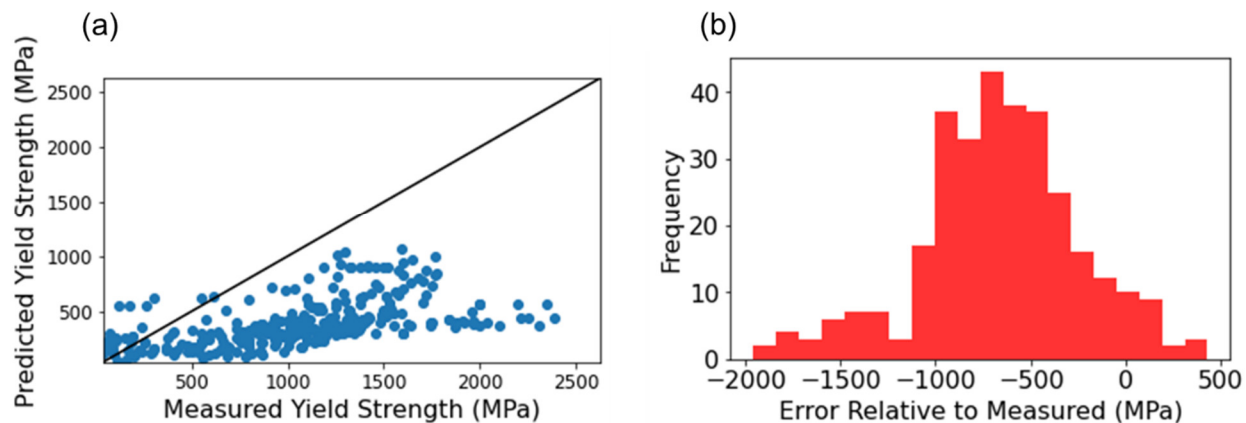 (a)
Predicted Yield Strength (MPa)
2500
2000
1500
1000
500
500 1000 1500 2000 2500
Measured Yield Strength (MPa)
(b)
Frequency
40
30
20
10
0
−2000 −1500 −1000 −500 0 500
Error Relative to Measured (MPa)